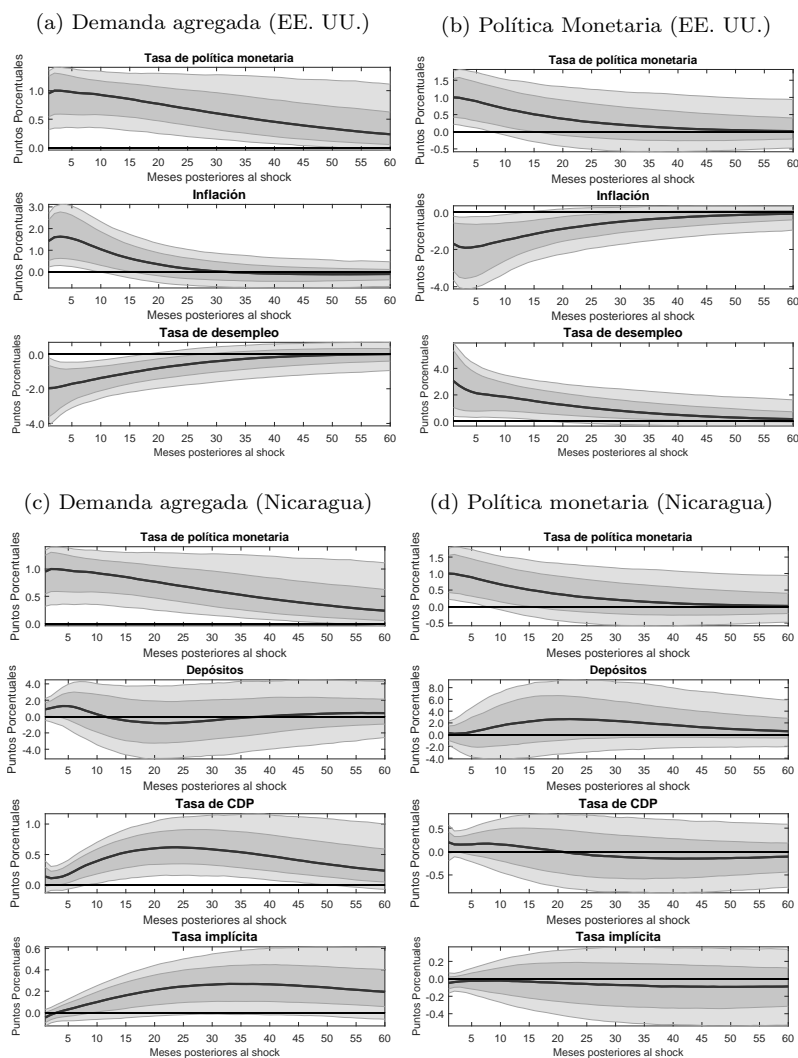 (a) Demanda agregada (EE. UU.)
Tasa de política monetaria
Puntos Porcentuales
1.0
0.5
0.0
5 10 15 20 25 30 35 40 45 50 55 60
Meses posteriores al shock
Inflación
Puntos Porcentuales
3.0
2.0
1.0
0.0
5 10 15 20 25 30 35 40 45 50 55 60
Meses posteriores al shock
Tasa de desempleo
Puntos Porcentuales
0.0
-2.0
-4.0
5 10 15 20 25 30 35 40 45 50 55 60
Meses posteriores al shock
(b) Política Monetaria (EE. UU.)
Tasa de política monetaria
Puntos Porcentuales
1.5
1.0
0.5
0.0
-0.5
5 10 15 20 25 30 35 40 45 50 55 60
Meses posteriores al shock
Inflación
Puntos Porcentuales
0.0
-2.0
-4.0
5 10 15 20 25 30 35 40 45 50 55 60
Meses posteriores al shock
Tasa de desempleo
Puntos Porcentuales
4.0
2.0
0.0
5 10 15 20 25 30 35 40 45 50 55 60
Meses posteriores al shock
(c) Demanda agregada (Nicaragua)
Tasa de política monetaria
Puntos Porcentuales
1.0
0.5
0.0
5 10 15 20 25 30 35 40 45 50 55 60
Meses posteriores al shock
Depósitos
Puntos Porcentuales
4.0
2.0
0.0
-2.0
-4.0
5 10 15 20 25 30 35 40 45 50 55 60
Meses posteriores al shock
Tasa de CDP
Puntos Porcentuales
1.0
0.5
0.0
5 10 15 20 25 30 35 40 45 50 55 60
Meses posteriores al shock
Tasa implícita
Puntos Porcentuales
0.6
0.4
0.2
0.0
5 10 15 20 25 30 35 40 45 50 55 60
Meses posteriores al shock
(d) Política monetaria (Nicaragua)
Tasa de política monetaria
Puntos Porcentuales
1.5
1.0
0.5
0.0
-0.5
5 10 15 20 25 30 35 40 45 50 55 60
Meses posteriores al shock
Depósitos
Puntos Porcentuales
8.0
6.0
4.0
2.0
0.0
-2.0
-4.0
5 10 15 20 25 30 35 40 45 50 55 60
Meses posteriores al shock
Tasa de CDP
Puntos Porcentuales
0.5
0.0
-0.5
5 10 15 20 25 30 35 40 45 50 55 60
Meses posteriores al shock
Tasa implícita
Puntos Porcentuales
0.2
0.0
-0.2
-0.4
5 10 15 20 25 30 35 40 45 50 55 60
Meses posteriores al shock